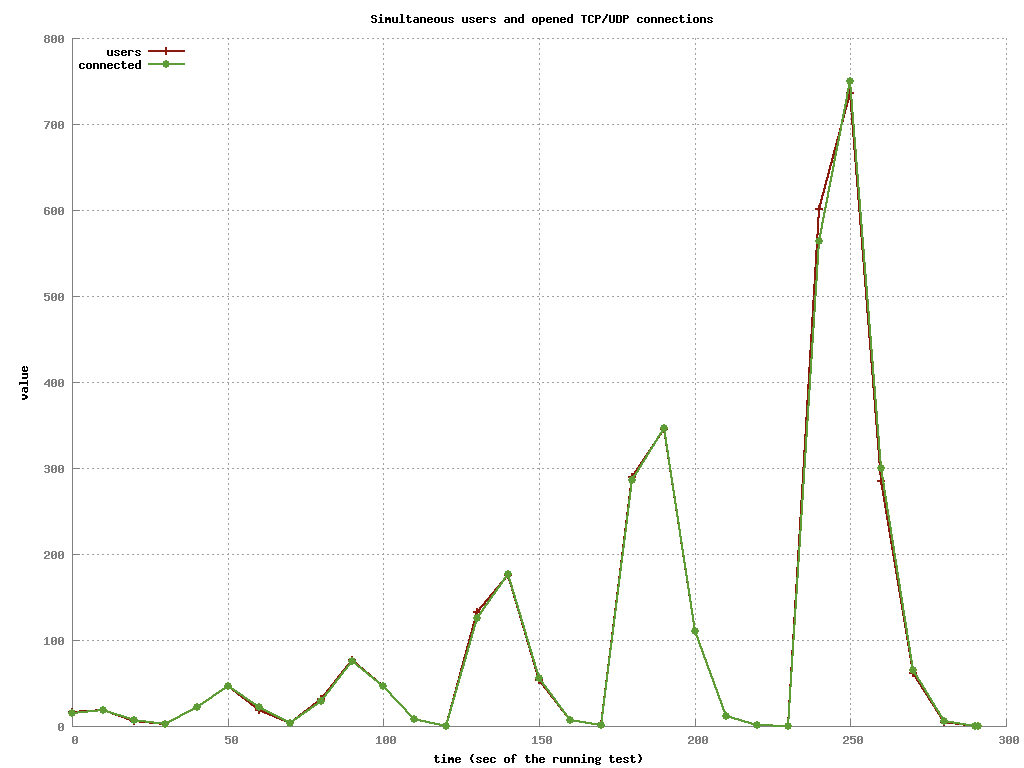 Simultaneous users and opened TCP/UDP connections
800
users
connected
700
600
500
400
value
300
200
100
0
0 50 100 150 200 250 300
time (sec of the running test)